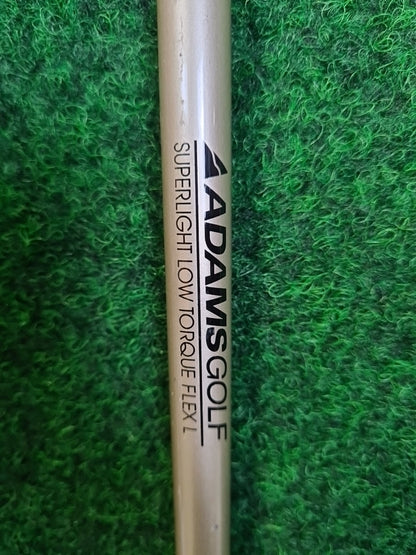 ADAMSGOLF
SUPERLIGHT LOW TORQUE FLEX L